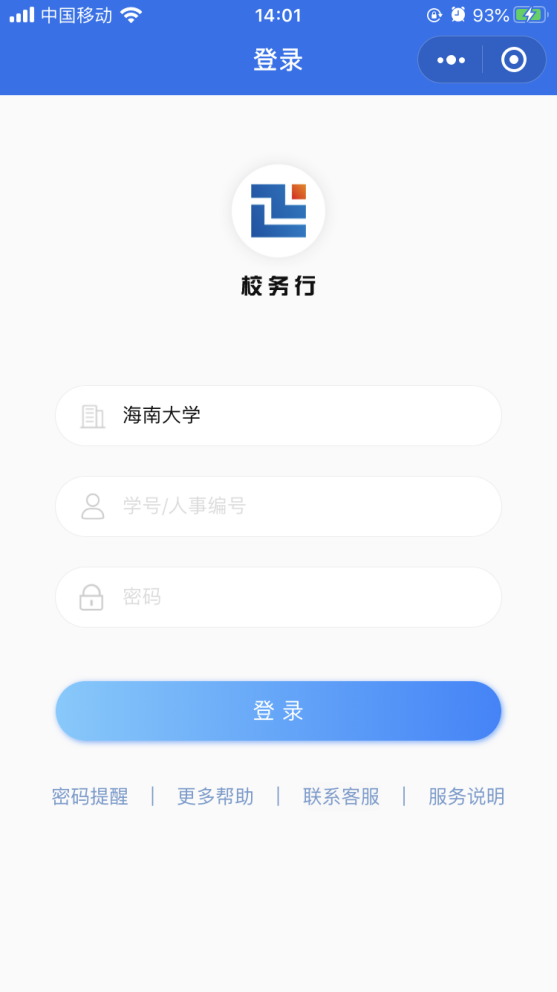 中国移动 14:01 93%
登录
校务行
海南大学
学号/人事编号
密码
登 录
密码提醒 | 更多帮助 | 联系客服 | 服务说明